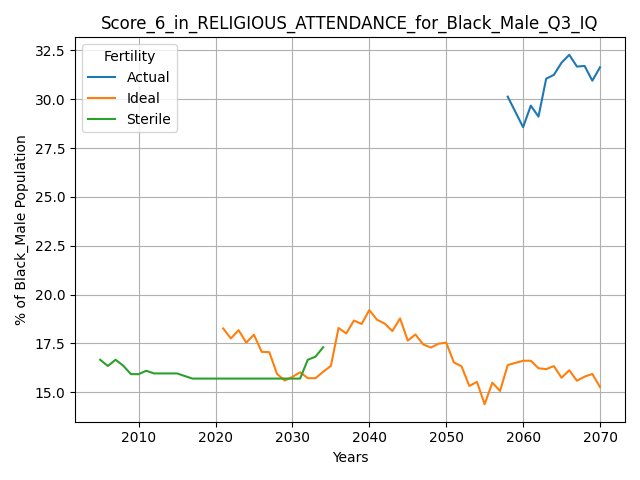 Score_6_in_RELIGIOUS_ATTENDANCE_for_Black_Male_Q3_IQ
Fertility
Actual
Ideal
Sterile
% of Black_Male Population
32.5
30.0
27.5
25.0
22.5
20.0
17.5
15.0
2010 2020 2030 2040 2050 2060 2070
Years